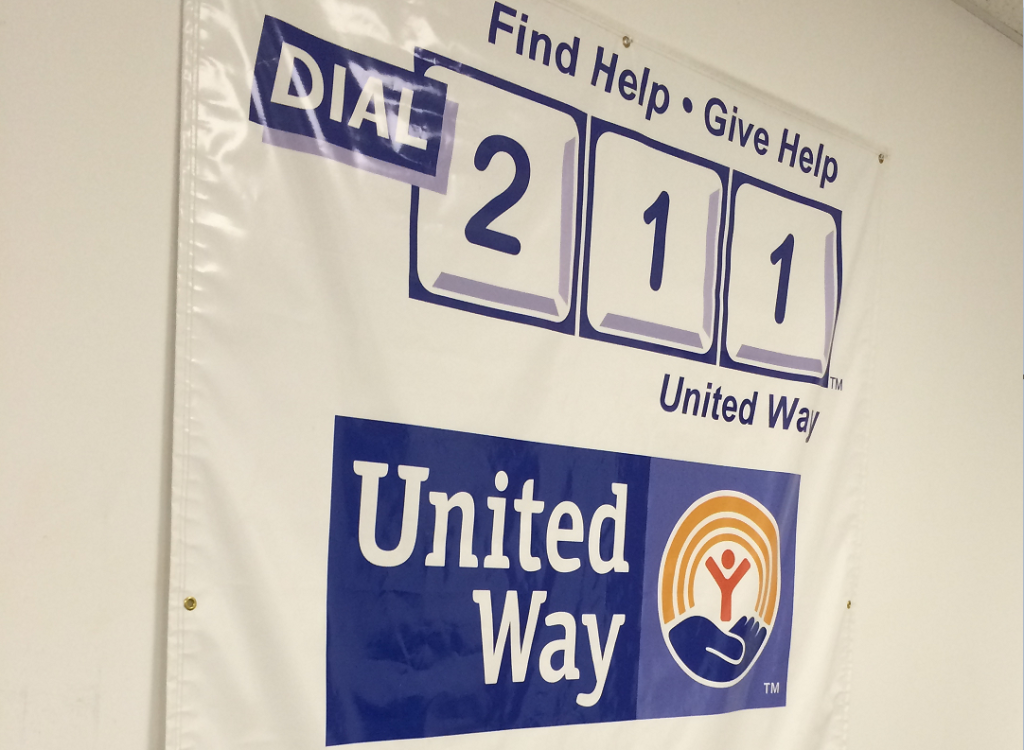 Find Help • Give Help
DIAL
2 1 1
TM
United Way
United
Way
TM